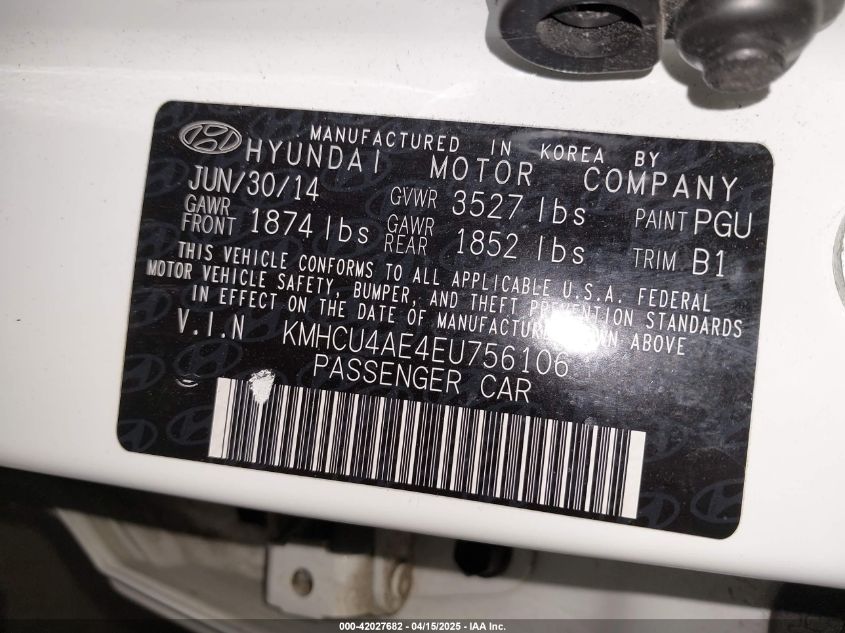 MANUFACTURED IN KOREA BY
HYUNDAI MOTOR COMPANY
JUN/30/14 GVWR 3527 lbs PAINT PGU
GAWR FRONT 1874 lbs GAWR REAR 1852 lbs TRIM B1
THIS VEHICLE CONFORMS TO ALL APPLICABLE U.S.A. FEDERAL
MOTOR VEHICLE SAFETY, BUMPER, AND THEFT PREVENTION STANDARDS
IN EFFECT ON THE DATE OF MANUFACTURE SHOWN ABOVE
V.I.N KMHCU4AE4EU756106
PASSENGER CAR
000-42027682 - 04/15/2025 - IAA Inc.